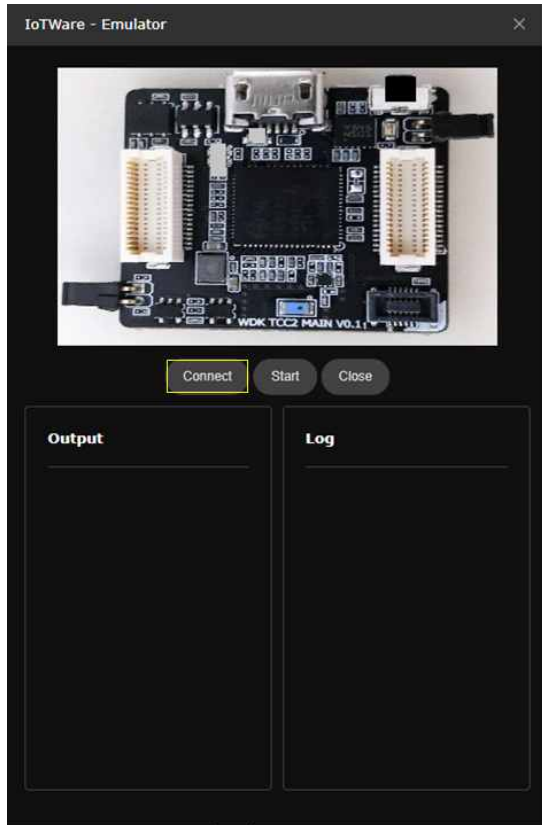 IoTWare - Emulator
WDK TCC2 MAIN V0.1
Connect Start Close
Output Log